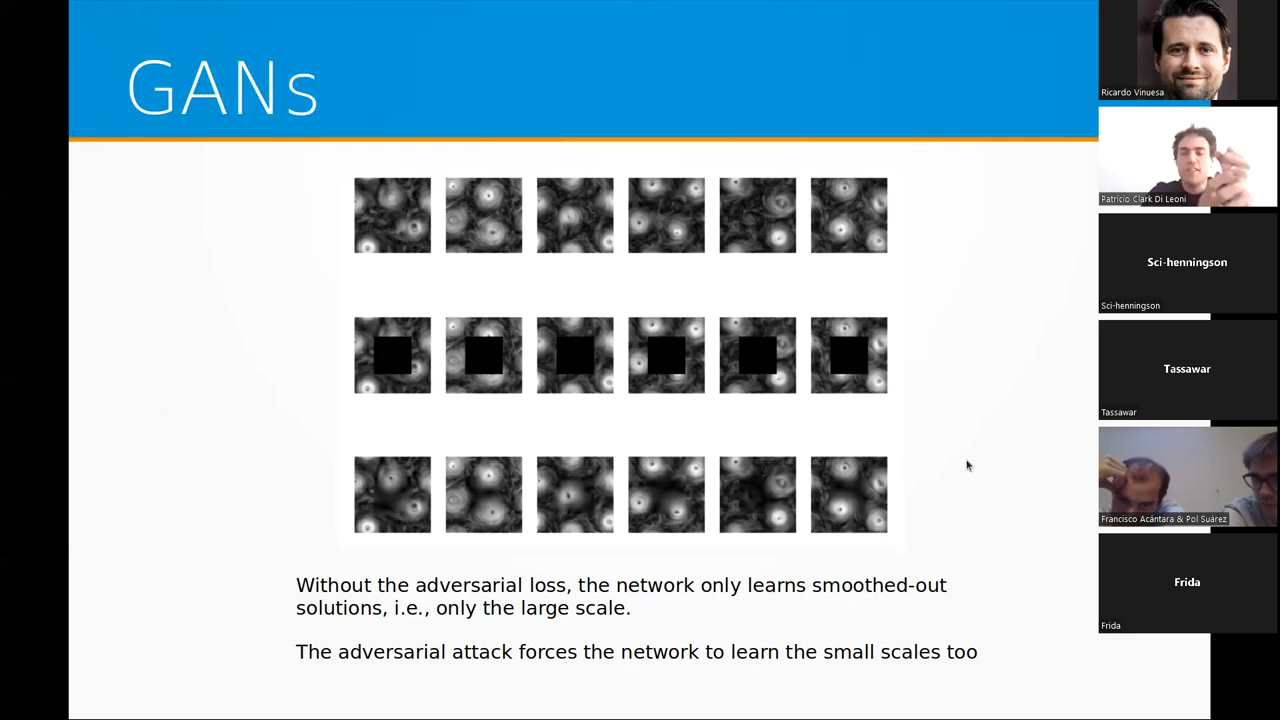 GANs
Without the adversarial loss, the network only learns smoothed-out
solutions, i.e., only the large scale.
The adversarial attack forces the network to learn the small scales too
Ricardo Vinuesa
Patricio Clark Di Leoni
Sci-henningson
Sci-henningson
Tassawar
Tassawar
Francisco Acántara & Pol Suárez
Frida
Frida